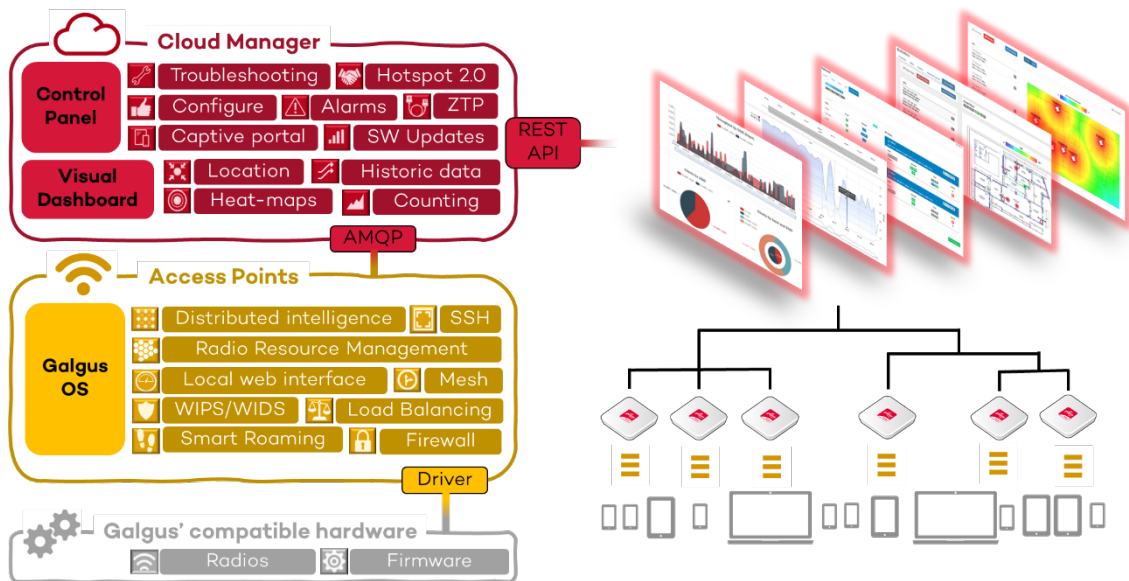 Cloud Manager
Control
Panel
Troubleshooting
Hotspot 2.0
Configure
Alarms
ZTP
Captive portal
SW Updates
REST
API
Visual
Dashboard
Location
Historic data
Heat-maps
Counting
AMQP
Access Points
Galgus
OS
Distributed intelligence
SSH
Radio Resource Management
Local web interface
Mesh
WIPS/WIDS
Load Balancing
Smart Roaming
Firewall
Driver
Galgus' compatible hardware
Radios
Firmware